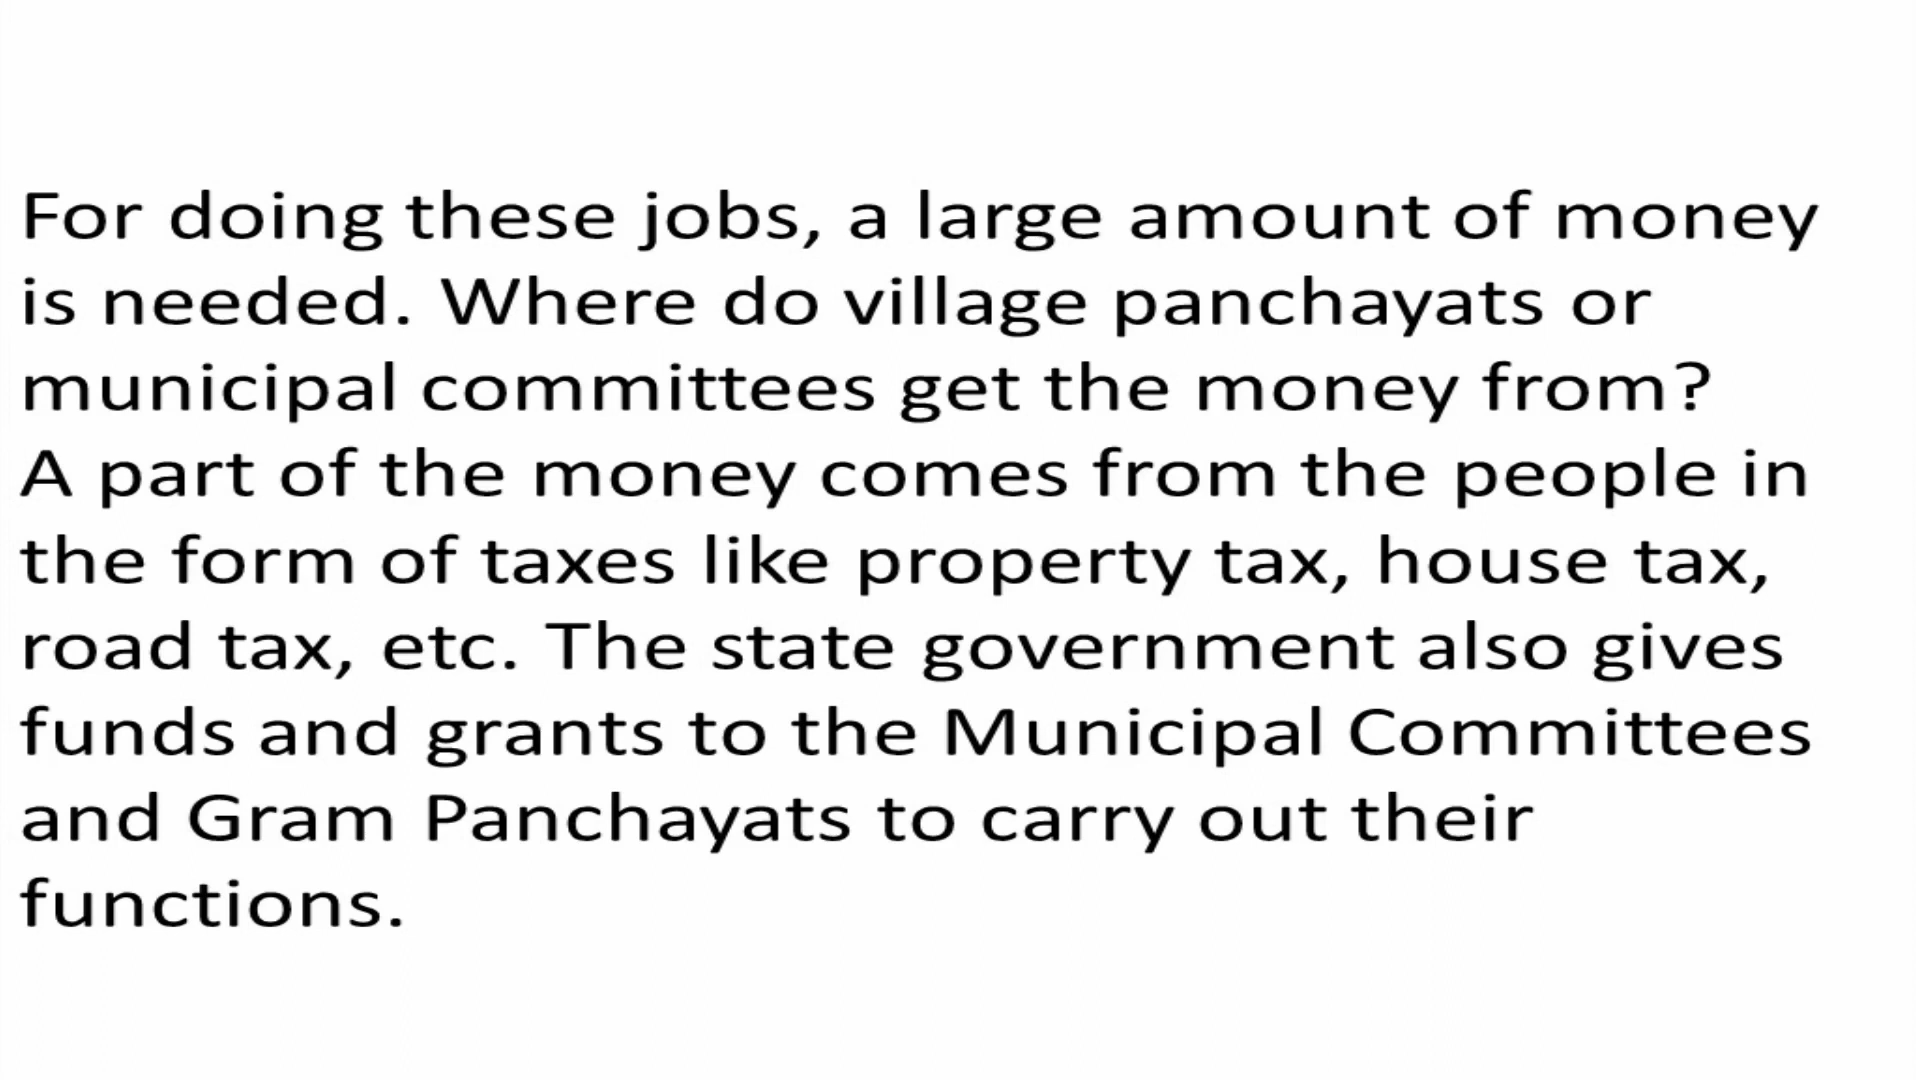 For doing these jobs, a large amount of money
is needed. Where do village panchayats or
municipal committees get the money from?
A part of the money comes from the people in
the form of taxes like property tax, house tax,
road tax, etc. The state government also gives
funds and grants to the Municipal Committees
and Gram Panchayats to carry out their
functions.